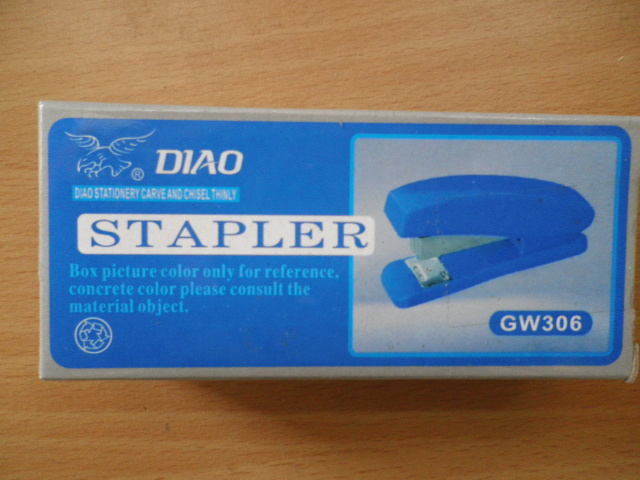 ® DIAO
DIAO STATIONERY CARVE AND CHISEL THINLY
STAPLER
Box picture color only for reference.
concrete color please consult the
material object.
GW306